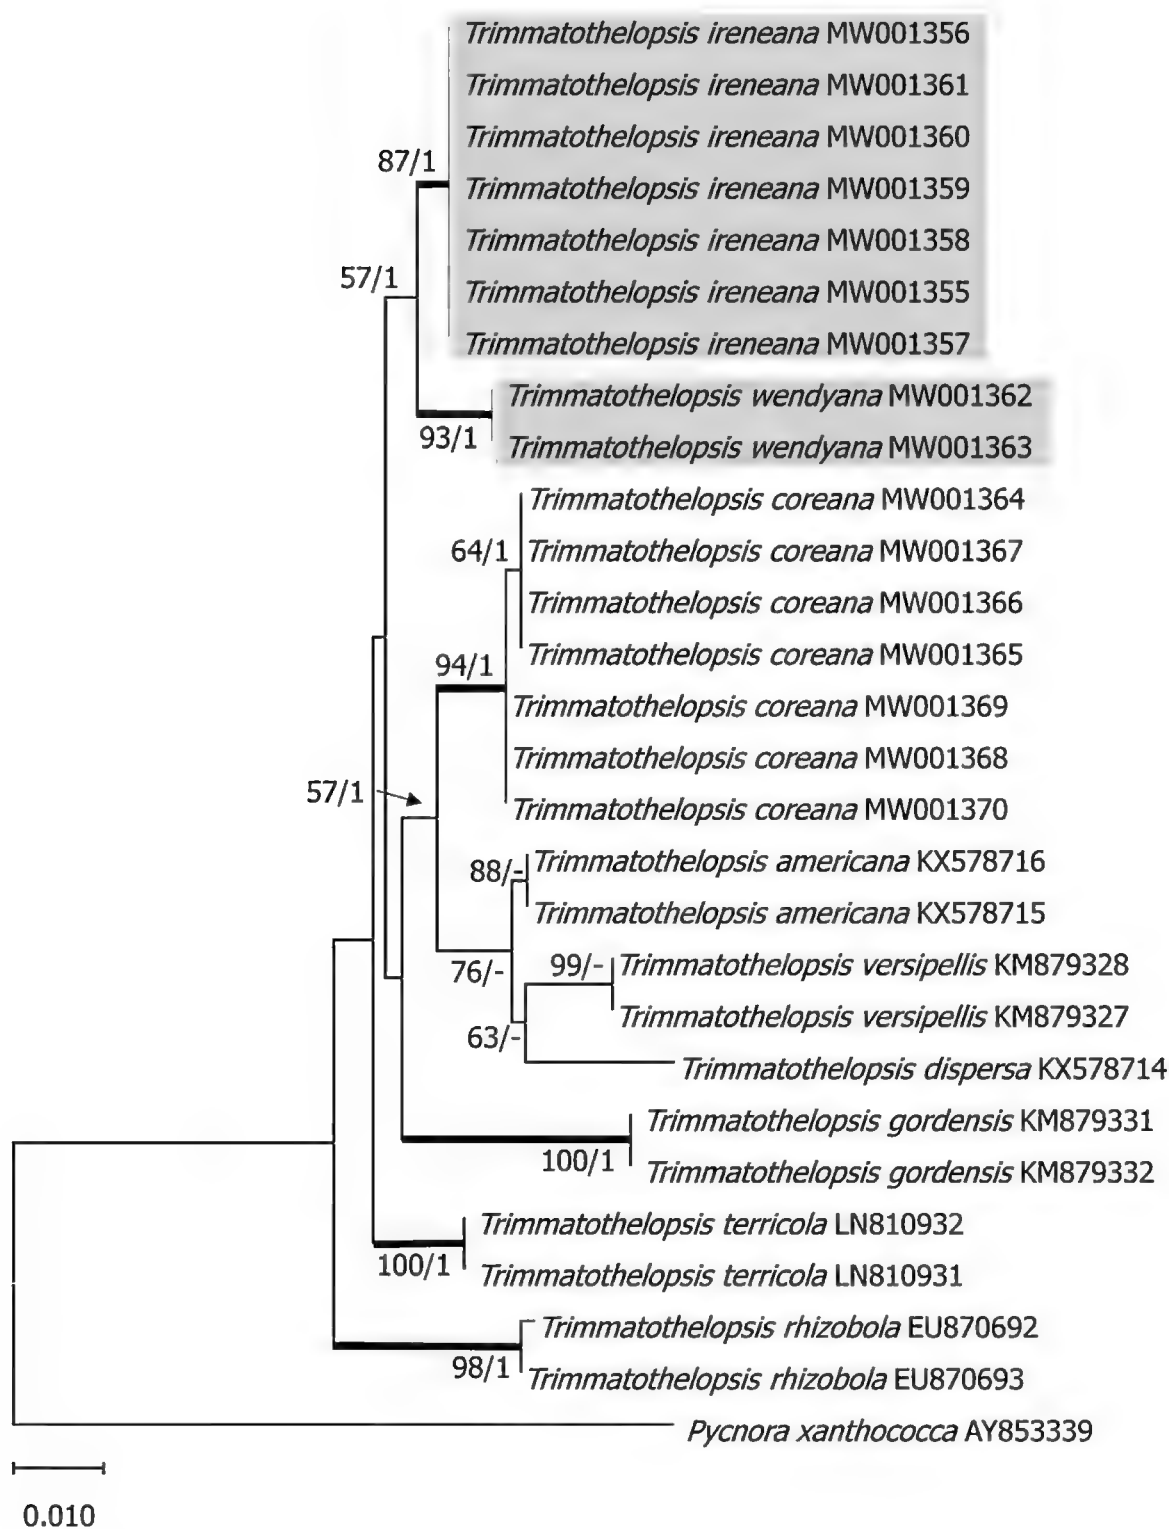 Trimmatothelopsis ireneana MW001356
Trimmatothelopsis ireneana MW001361
Trimmatothelopsis ireneana MW001360
87/1
Trimmatothelopsis ireneana MW001359
Trimmatothelopsis ireneana MW001358
57/1
Trimmatothelopsis ireneana MW001355
Trimmatothelopsis ireneana MW001357
Trimmatothelopsis wendyana MW001362
93/1
Trimmatothelopsis wendyana MW001363
Trimmatothelopsis coreana MW001364
64/1
Trimmatothelopsis coreana MW001367
Trimmatothelopsis coreana MW001366
Trimmatothelopsis coreana MW001365
94/1
Trimmatothelopsis coreana MW001369
Trimmatothelopsis coreana MW001368
57/1
Trimmatothelopsis coreana MW001370
Trimmatothelopsis americana KX578716
88/-
Trimmatothelopsis americana KX578715
76/-
99/-
Trimmatothelopsis versipellis KM879328
Trimmatothelopsis versipellis KM879327
63/-
Trimmatothelopsis dispersa KX578714
Trimmatothelopsis gordensis KM879331
100/1
Trimmatothelopsis gordensis KM879332
Trimmatothelopsis terricola LN810932
100/1
Trimmatothelopsis terricola LN810931
Trimmatothelopsis rhizobola EU870692
98/1
Trimmatothelopsis rhizobola EU870693
Pycnora xanthococca AY853339
0.010